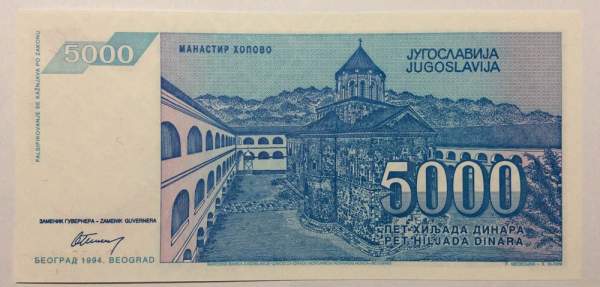 5000
FALSIFIKOVANJE SE KAŽNJAVA PO ZAKONU
МАНАСТИР ХОПОВО
ЈУГОСЛАВИЈА
JUGOSLAVIJA
5000
ПЕТ ХИЉАДА ДИНАРА
PET HILJADA DINARA
ЗАМЕНИК ГУВЕРНЕРА - ZAMENIK GUVERNERA
БЕОГРАД 1994. BEOGRAD